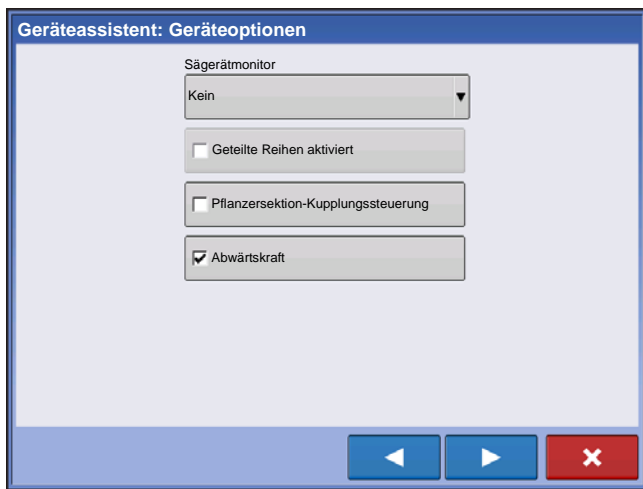 Geräteassistent: Geräteoptionen
Sägerätmonitor
Kein
Geteilte Reihen aktiviert
Pflanzersektion-Kupplungssteuerung
Abwärtskraft